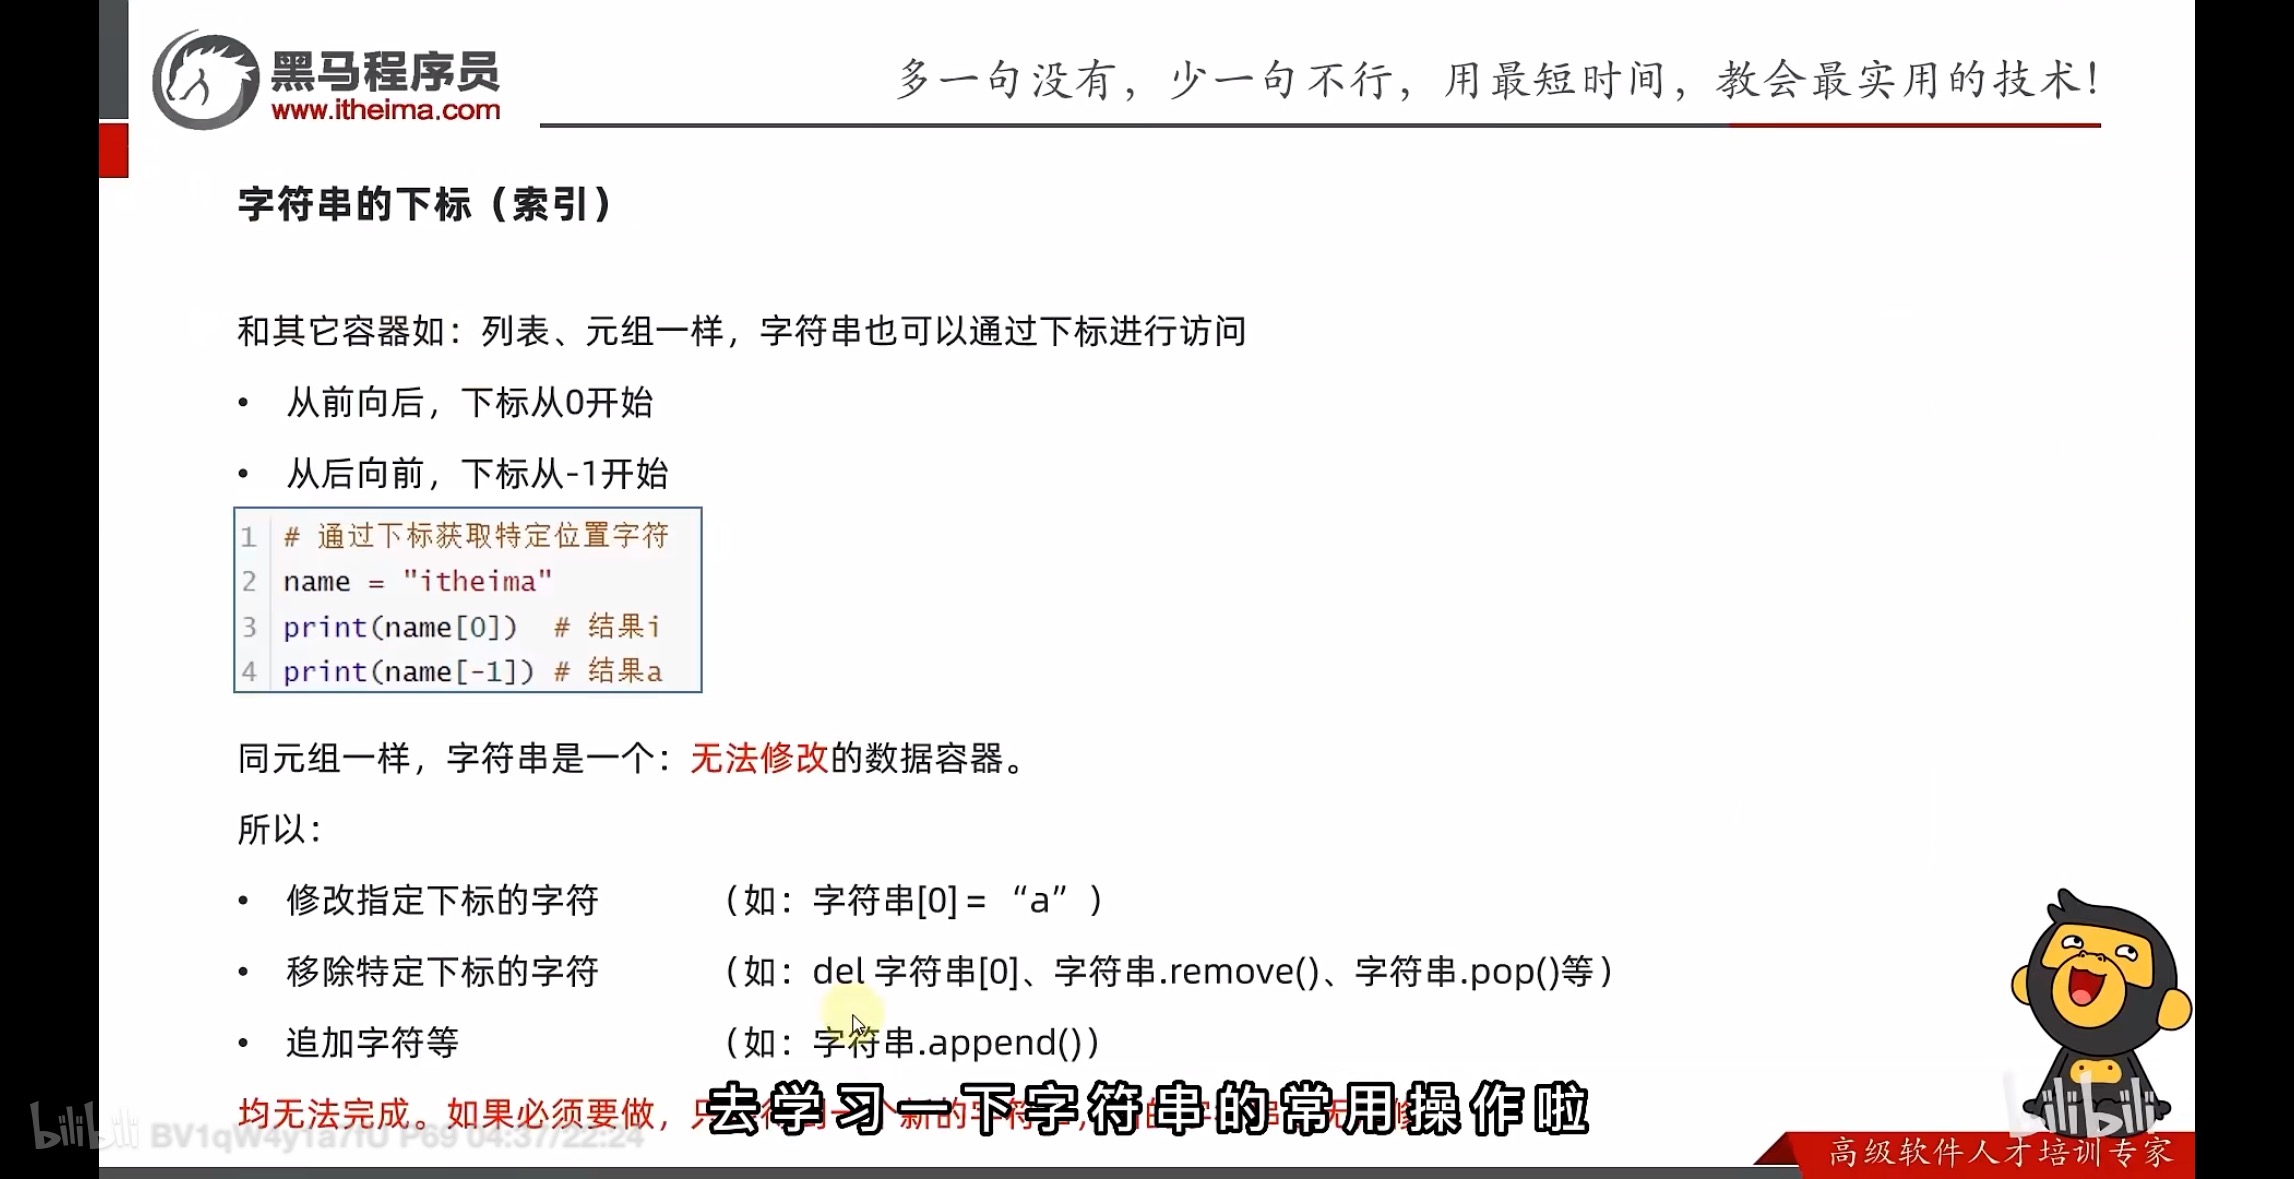 黑马程序员
www.itheima.com
多一句没有，少一句不行，用最短时间，教会最实用的技术！
字符串的下标（索引）
和其它容器如：列表、元组一样，字符串也可以通过下标进行访问
• 从前向后，下标从0开始
• 从后向前，下标从-1开始
1 # 通过下标获取特定位置字符
2 name = "itheima"
3 print(name[0]) # 结果i
4 print(name[-1]) # 结果a
同元组一样，字符串是一个：无法修改的数据容器。
所以：
• 修改指定下标的字符 （如：字符串[0] = “a”）
• 移除特定下标的字符 （如：del 字符串[0]、字符串.remove()、字符串.pop()等）
• 追加字符等 （如：字符串.append()）
均无法完成。如果必须要做，只
去学习一下字符串的常用操作啦
bilibili BV1qW4y1a7fU P69 04:37/22:24
bilibili
高级软件人才培训专家